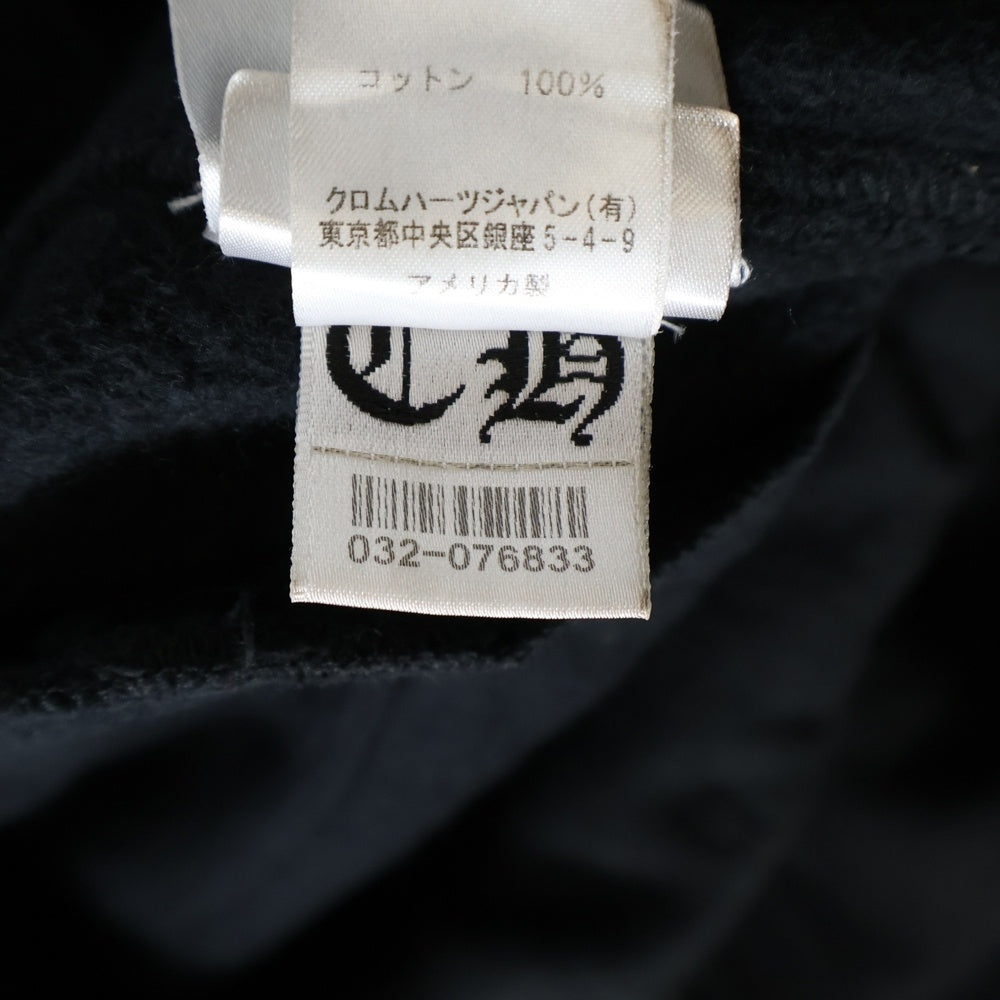 コットン 100%
クロムハーツジャパン(有)
東京都中央区銀座5-4-9
アメリカ製
CH
032-076833